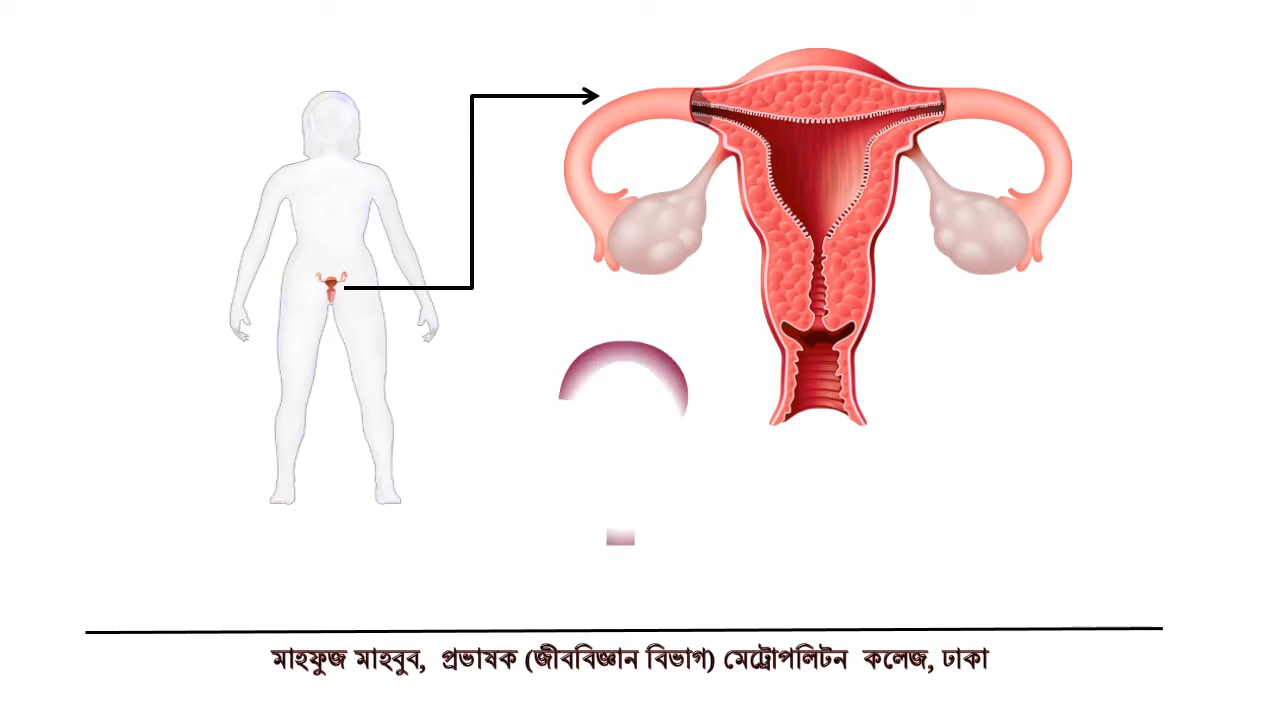 মাহফুজ মাহবুব, প্রভাষক (জীববিজ্ঞান বিভাগ) মেট্রোপলিটন কলেজ, ঢাকা